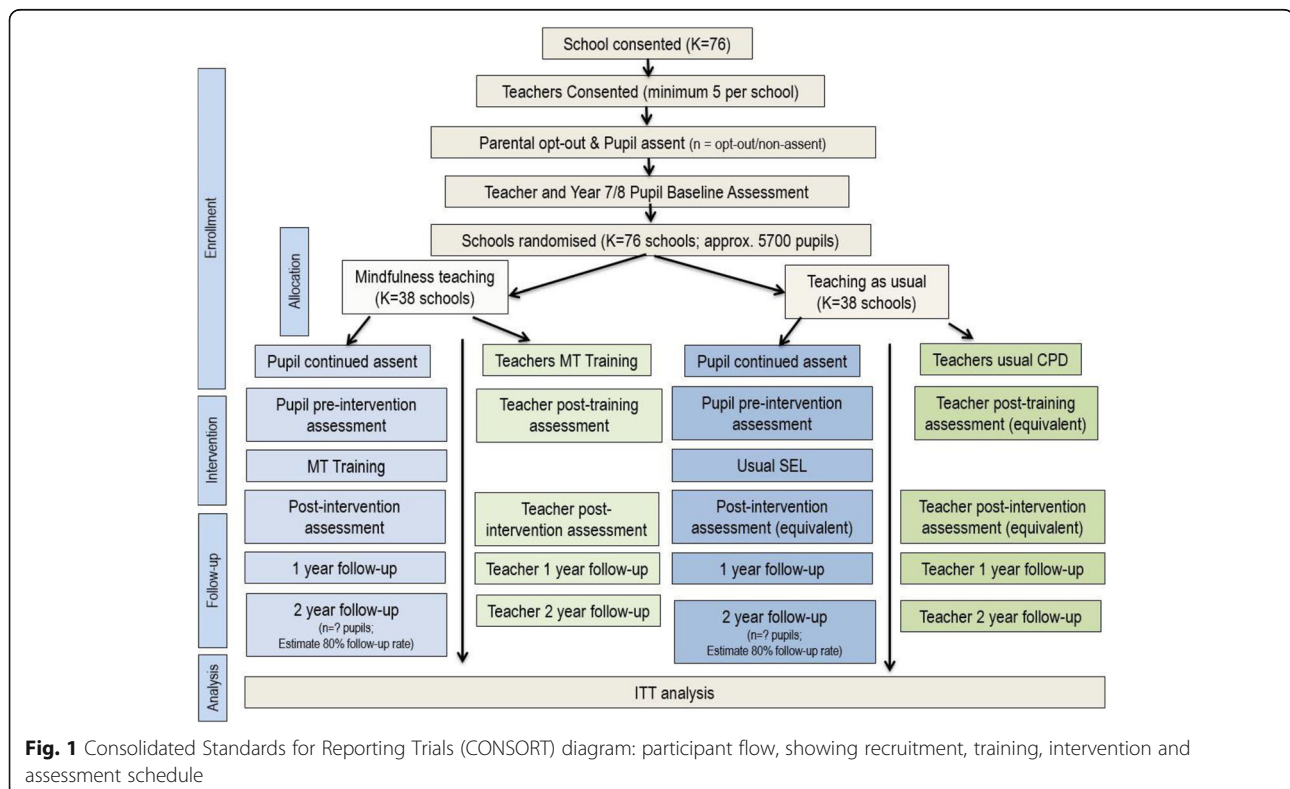 School consented (K=76)
Teachers Consented (minimum 5 per school)
Parental opt-out & Pupil assent (n = opt-out/non-assent)
Teacher and Year 7/8 Pupil Baseline Assessment
Schools randomised (K=76 schools; approx. 5700 pupils)
Enrollment
Allocation
Mindfulness teaching
(K=38 schools)
Teaching as usual
(K=38 schools)
Pupil continued assent
Teachers MT Training
Pupil continued assent
Teachers usual CPD
Intervention
Pupil pre-intervention
assessment
Teacher post-training
assessment
Pupil pre-intervention
assessment
Teacher post-training
assessment (equivalent)
MT Training
Usual SEL
Post-intervention
assessment
Teacher post-
intervention assessment
Post-intervention
assessment (equivalent)
Teacher post-intervention
assessment (equivalent)
Follow-up
1 year follow-up
Teacher 1 year follow-up
1 year follow-up
Teacher 1 year follow-up
2 year follow-up
(n=? pupils;
Estimate 80% follow-up rate)
Teacher 2 year follow-up
2 year follow-up
(n=? pupils;
Estimate 80% follow-up rate)
Teacher 2 year follow-up
Analysis
ITT analysis
Fig. 1 Consolidated Standards for Reporting Trials (CONSORT) diagram: participant flow, showing recruitment, training, intervention and
assessment schedule